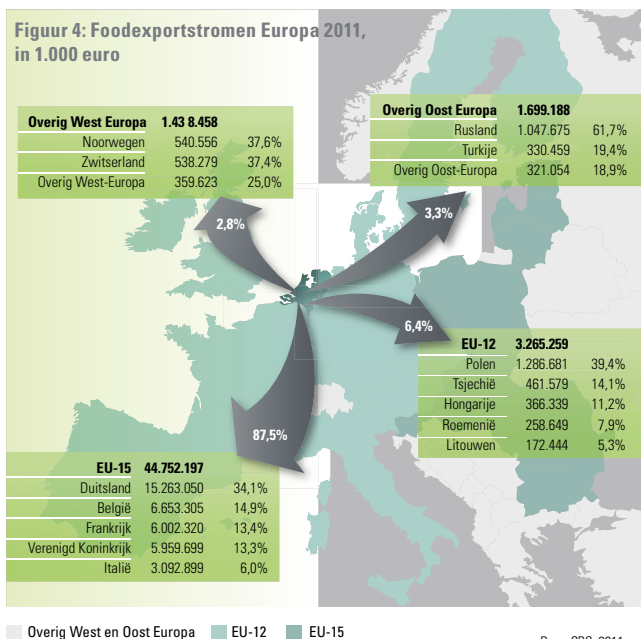 Figuur 4: Foodexportstromen Europa 2011,
in 1.000 euro
Overig West Europa 1.43 8.458
Noorwegen 540.556 37,6%
Zwitserland 538.279 37,4%
Overig West-Europa 359.623 25,0%
Overig Oost Europa 1.699.188
Rusland 1.047.675 61,7%
Turkije 330.459 19,4%
Overig Oost-Europa 321.054 18,9%
2,8%
3,3%
6,4%
87,5%
EU-12 3.265.259
Polen 1.286.681 39,4%
Tsjechië 461.579 14,1%
Hongarije 366.339 11,2%
Roemenië 258.649 7,9%
Litouwen 172.444 5,3%
EU-15 44.752.197
Duitsland 15.263.050 34,1%
België 6.653.305 14,9%
Frankrijk 6.002.320 13,4%
Verenigd Koninkrijk 5.959.699 13,3%
Italië 3.092.899 6,0%
Overig West en Oost Europa EU-12 EU-15